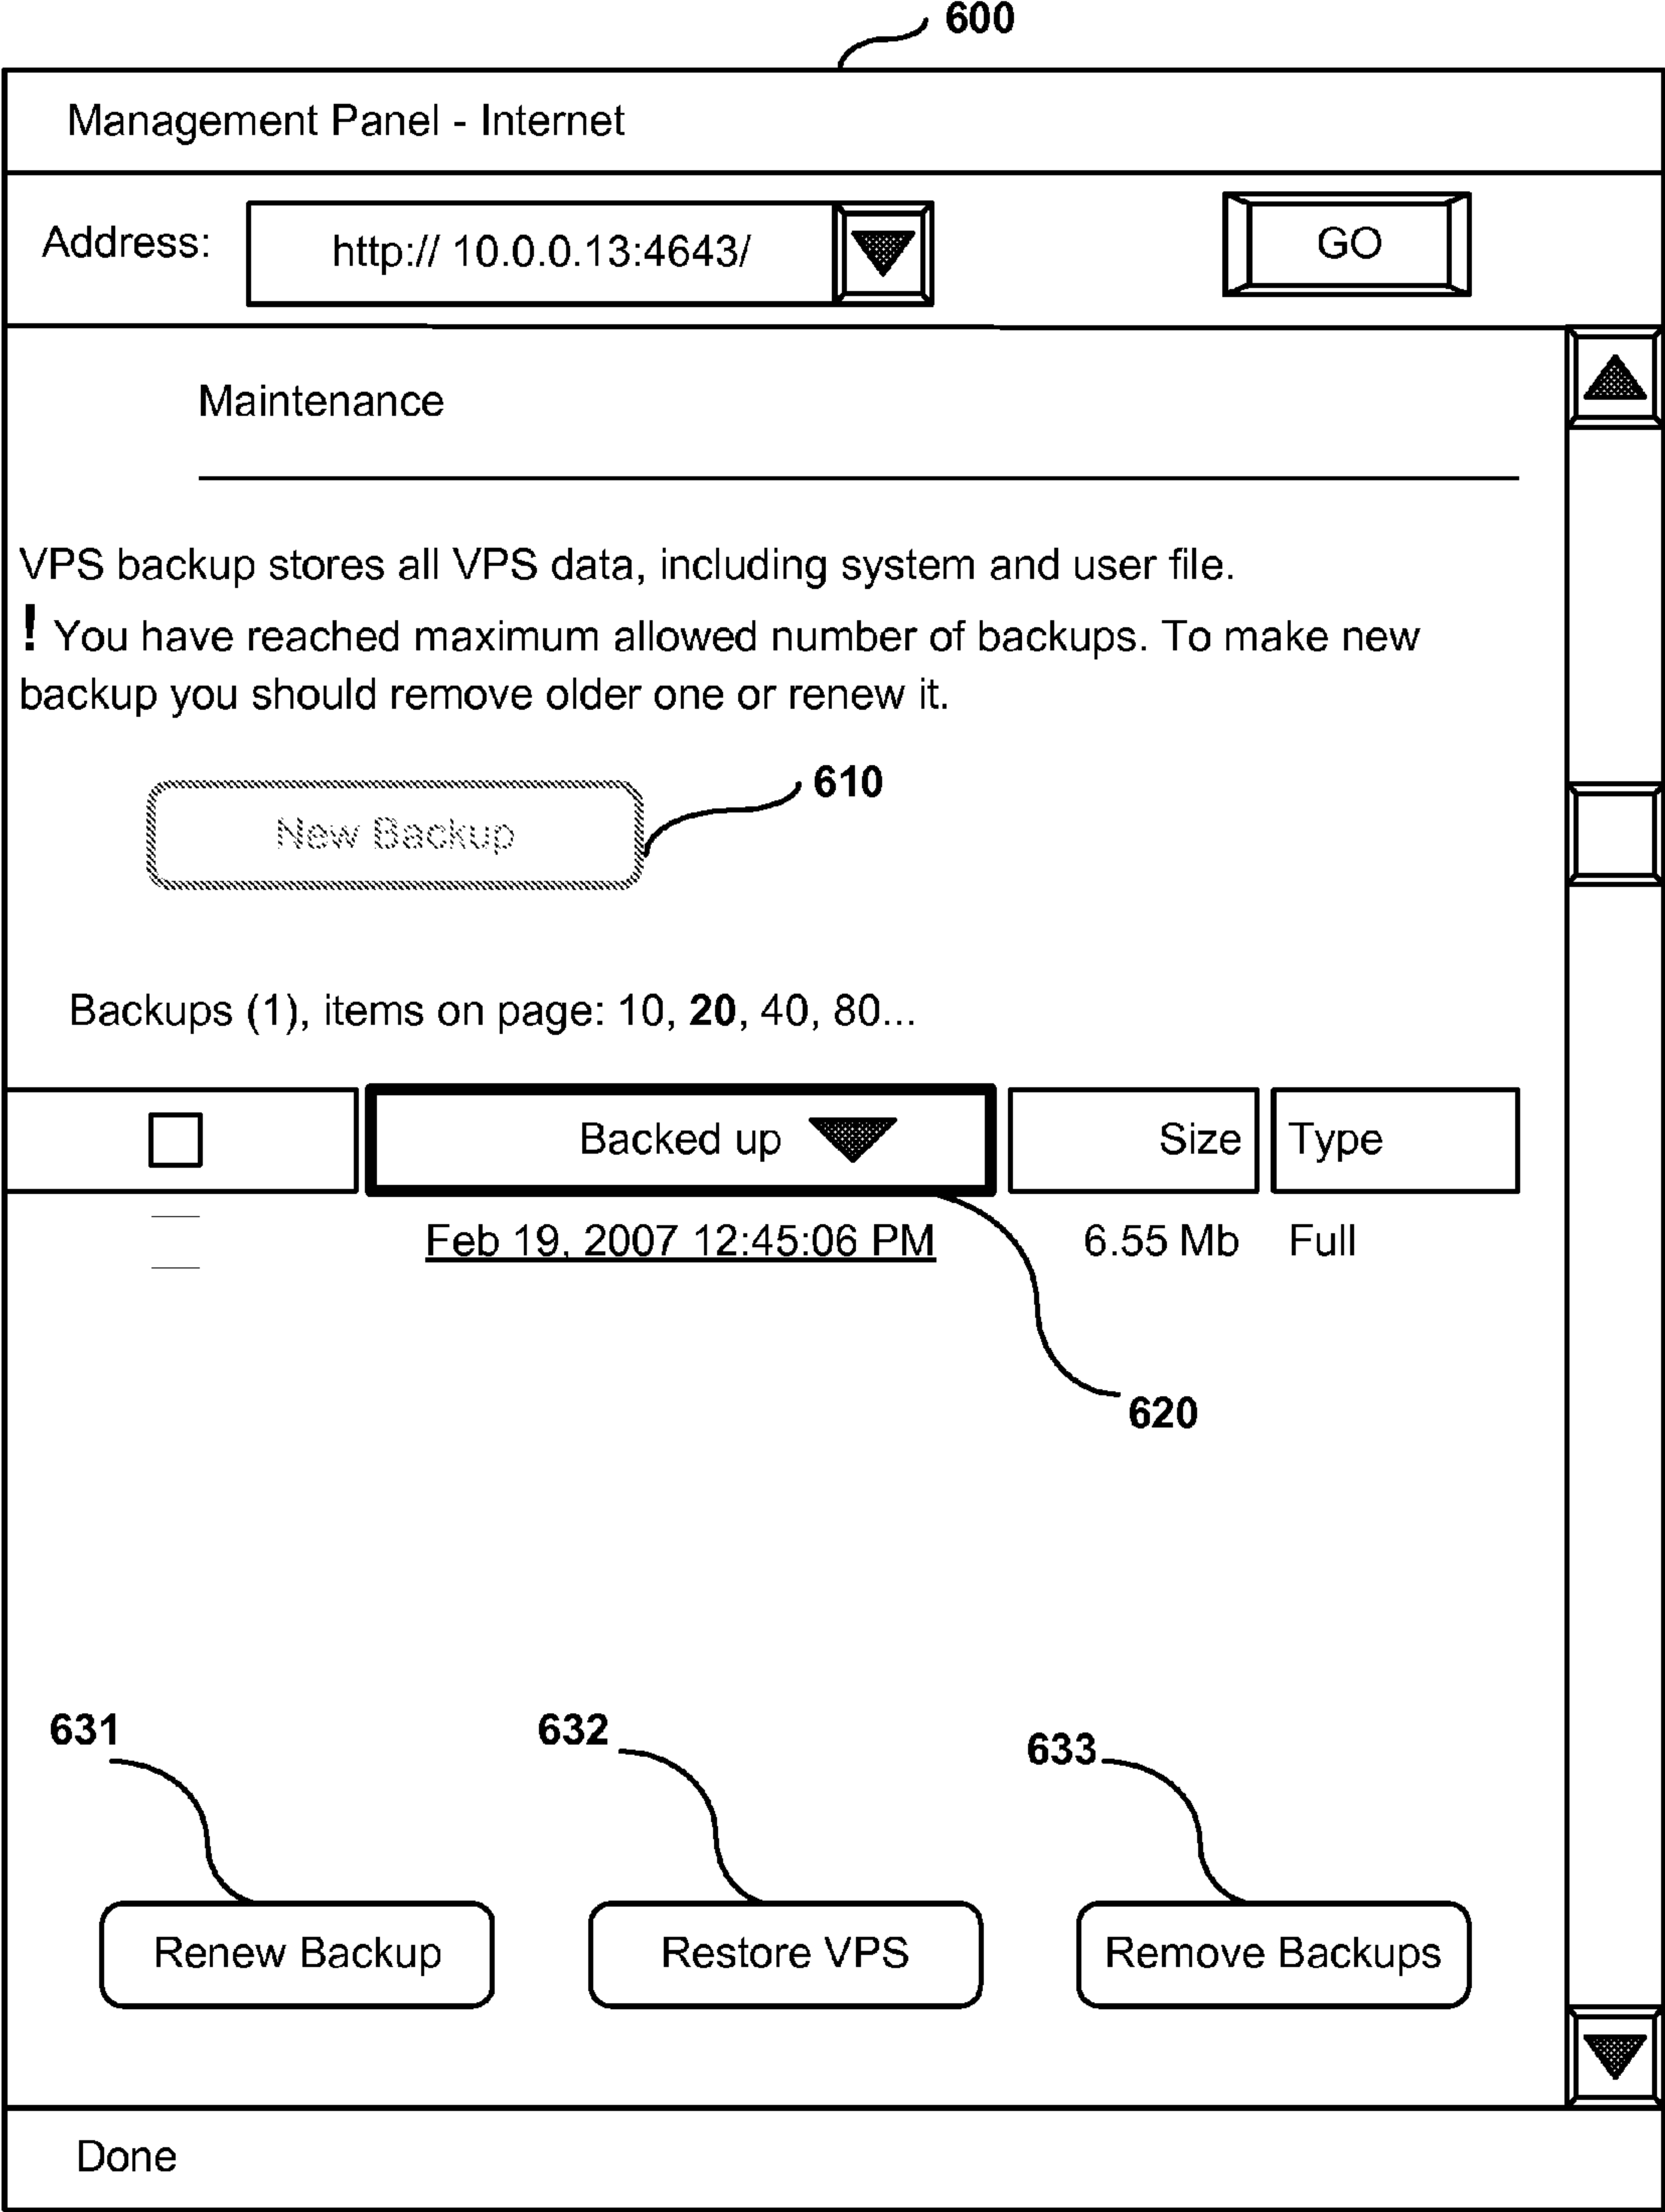 600
Management Panel - Internet
Address: http:// 10.0.0.13:4643/ GO
Maintenance
VPS backup stores all VPS data, including system and user file.
! You have reached maximum allowed number of backups. To make new
backup you should remove older one or renew it.
610
New Backup
Backups (1), items on page: 10, 20, 40, 80...
Backed up Size Type
Feb 19, 2007 12:45:06 PM 6.55 Mb Full
620
631 632 633
Renew Backup Restore VPS Remove Backups
Done